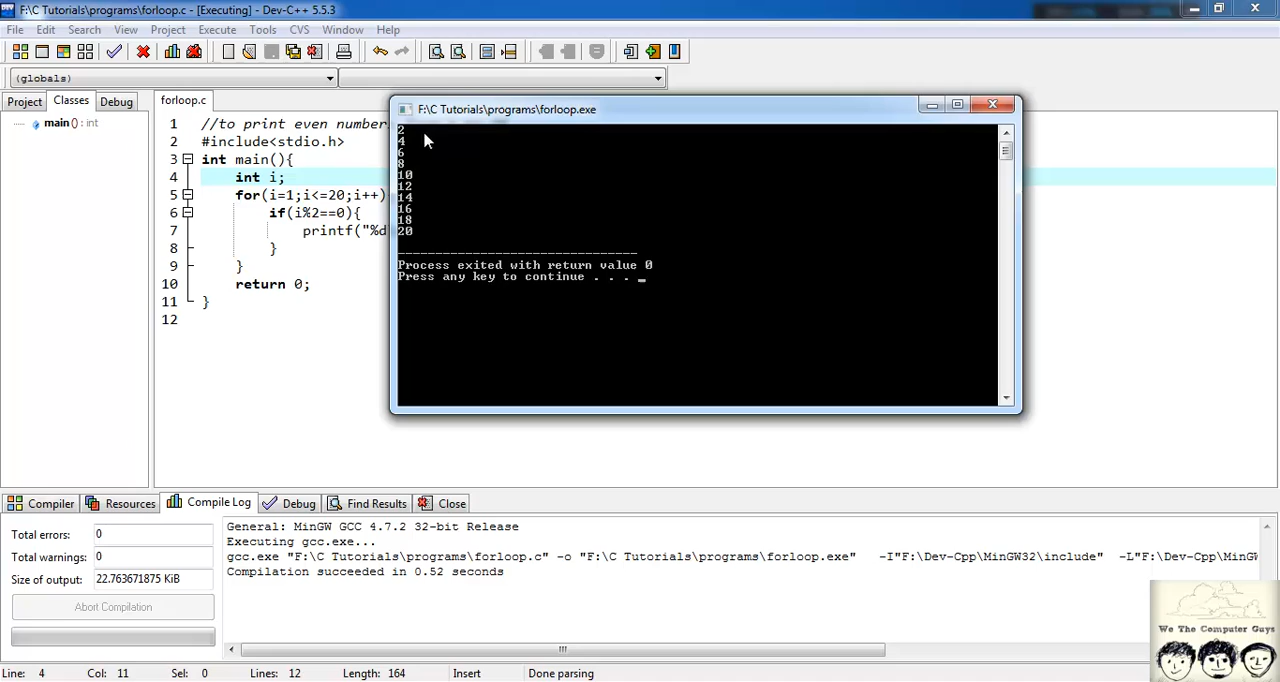 F:\C Tutorials\programs\forloop.c - [Executing] - Dev-C++ 5.5.3
File Edit Search View Project Execute Tools CVS Window Help
(globals)
Project Classes Debug
main() : int
forloop.c
1 //to print even number
2 #include<stdio.h>
3 int main(){
4 int i;
5 for(i=1;i<=20;i++)
6 if(i%2==0){
7 printf("%d
8 }
9 }
10 return 0;
11 }
12
F:\C Tutorials\programs\forloop.exe
2
4
6
8
10
12
14
16
18
20
--------------------------------
Process exited with return value 0
Press any key to continue . . . _
Compiler Resources Compile Log Debug Find Results Close
Total errors: 0
Total warnings: 0
Size of output: 22.763671875 KiB
Abort Compilation
General: MinGW GCC 4.7.2 32-bit Release
Executing gcc.exe...
gcc.exe "F:\C Tutorials\programs\forloop.c" -o "F:\C Tutorials\programs\forloop.exe" -I"F:\Dev-Cpp\MinGW32\include" -L"F:\Dev-Cpp\MinGW
Compilation succeeded in 0.52 seconds
We The Computer Guys
Line: 4 Col: 11 Sel: 0 Lines: 12 Length: 164 Insert Done parsing